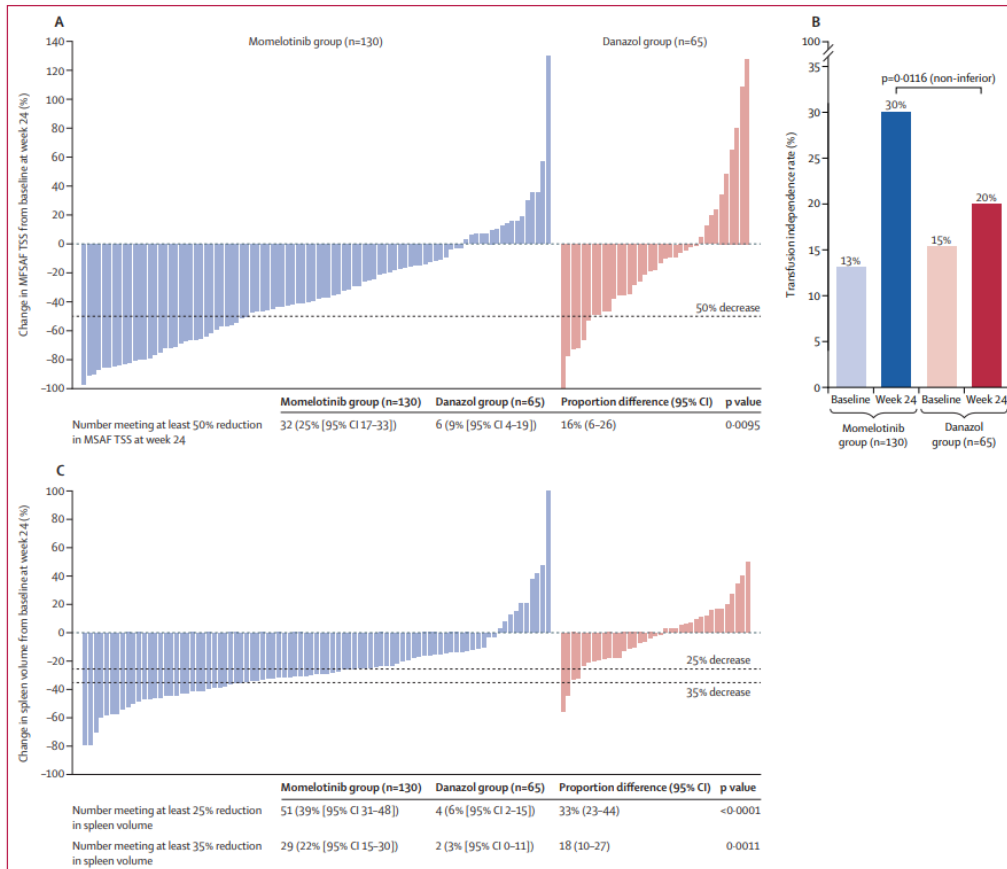 A
Momelotinib group (n=130)
Danazol group (n=65)
Change in MFSAF TSS from baseline at week 24 (%)
140
120
100
80
60
40
20
0
–20
–40
–60
–80
–100
50% decrease
Momelotinib group (n=130) Danazol group (n=65) Proportion difference (95% CI) p value
Number meeting at least 50% reduction
in MSAF TSS at week 24
32 (25% [95% CI 17–33]) 6 (9% [95% CI 4–19]) 16% (6–26) 0·0095
B
Transfusion independence rate (%)
100
35
30
25
20
15
10
5
0
p=0·0116 (non-inferior)
13%
30%
15%
20%
Baseline Week 24 Baseline Week 24
Momelotinib
group (n=130)
Danazol
group (n=65)
C
Change in spleen volume from baseline at week 24 (%)
100
80
60
40
20
0
–20
–40
–60
–80
–100
25% decrease
35% decrease
Momelotinib group (n=130) Danazol group (n=65) Proportion difference (95% CI) p value
Number meeting at least 25% reduction
in spleen volume
51 (39% [95% CI 31–48]) 4 (6% [95% CI 2–15]) 33% (23–44) <0·0001
Number meeting at least 35% reduction
in spleen volume
29 (22% [95% CI 15–30]) 2 (3% [95% CI 0–11]) 18 (10–27) 0·0011